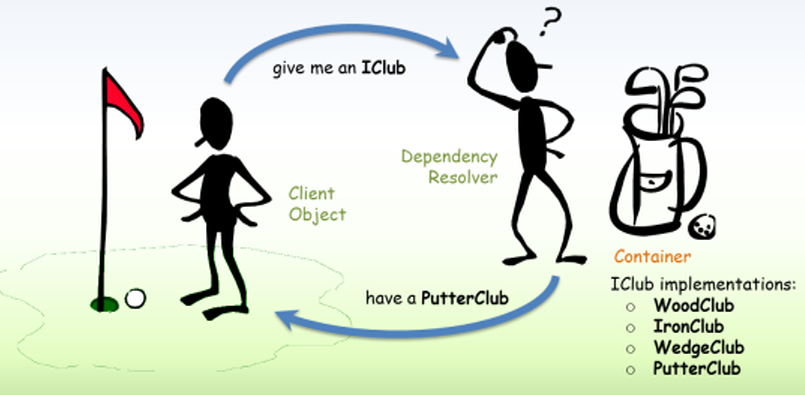 ?
give me an IClub
Dependency
Resolver
Client
Object
Container
IClub implementations:
○ WoodClub
○ IronClub
○ WedgeClub
○ PutterClub
have a PutterClub